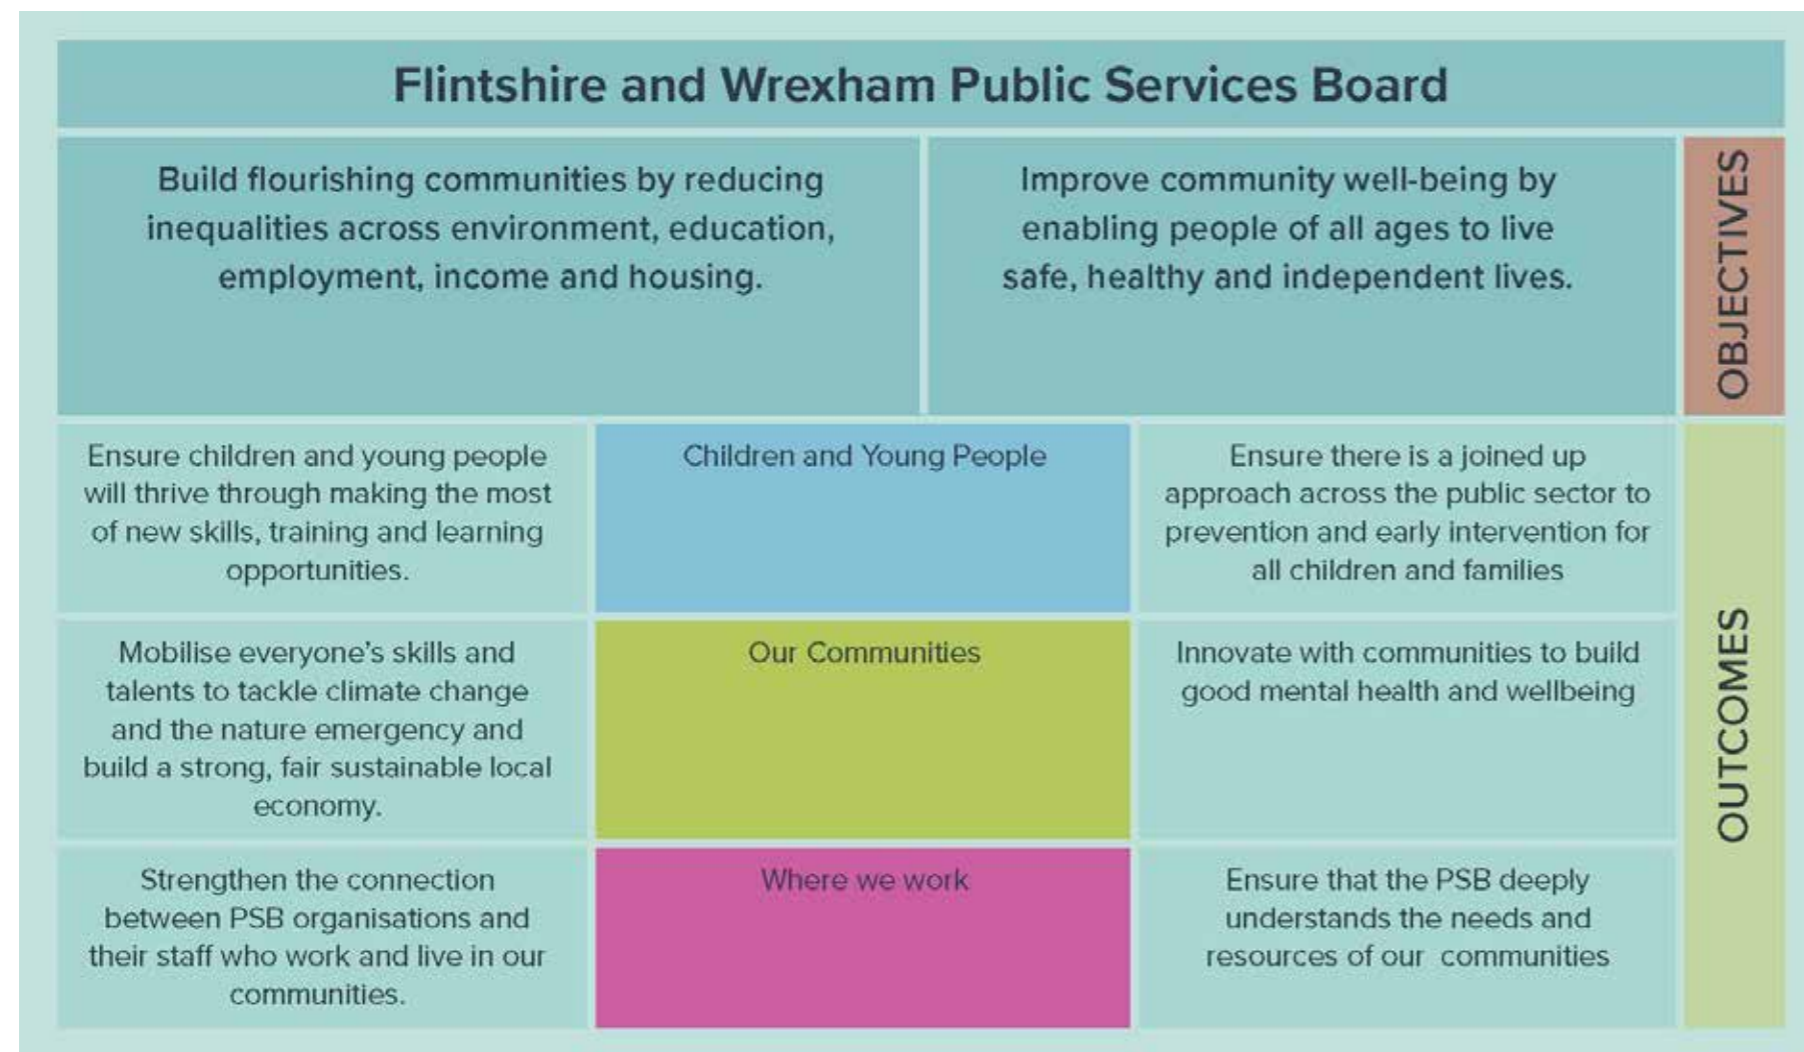 Flintshire and Wrexham Public Services Board
Build flourishing communities by reducing
inequalities across environment, education,
employment, income and housing.
Improve community well-being by
enabling people of all ages to live
safe, healthy and independent lives.
OBJECTIVES
Ensure children and young people
will thrive through making the most
of new skills, training and learning
opportunities.
Children and Young People
Ensure there is a joined up
approach across the public sector to
prevention and early intervention for
all children and families
Mobilise everyone’s skills and
talents to tackle climate change
and the nature emergency and
build a strong, fair sustainable local
economy.
Our Communities
Innovate with communities to build
good mental health and wellbeing
Strengthen the connection
between PSB organisations and
their staff who work and live in our
communities.
Where we work
Ensure that the PSB deeply
understands the needs and
resources of our communities
OUTCOMES